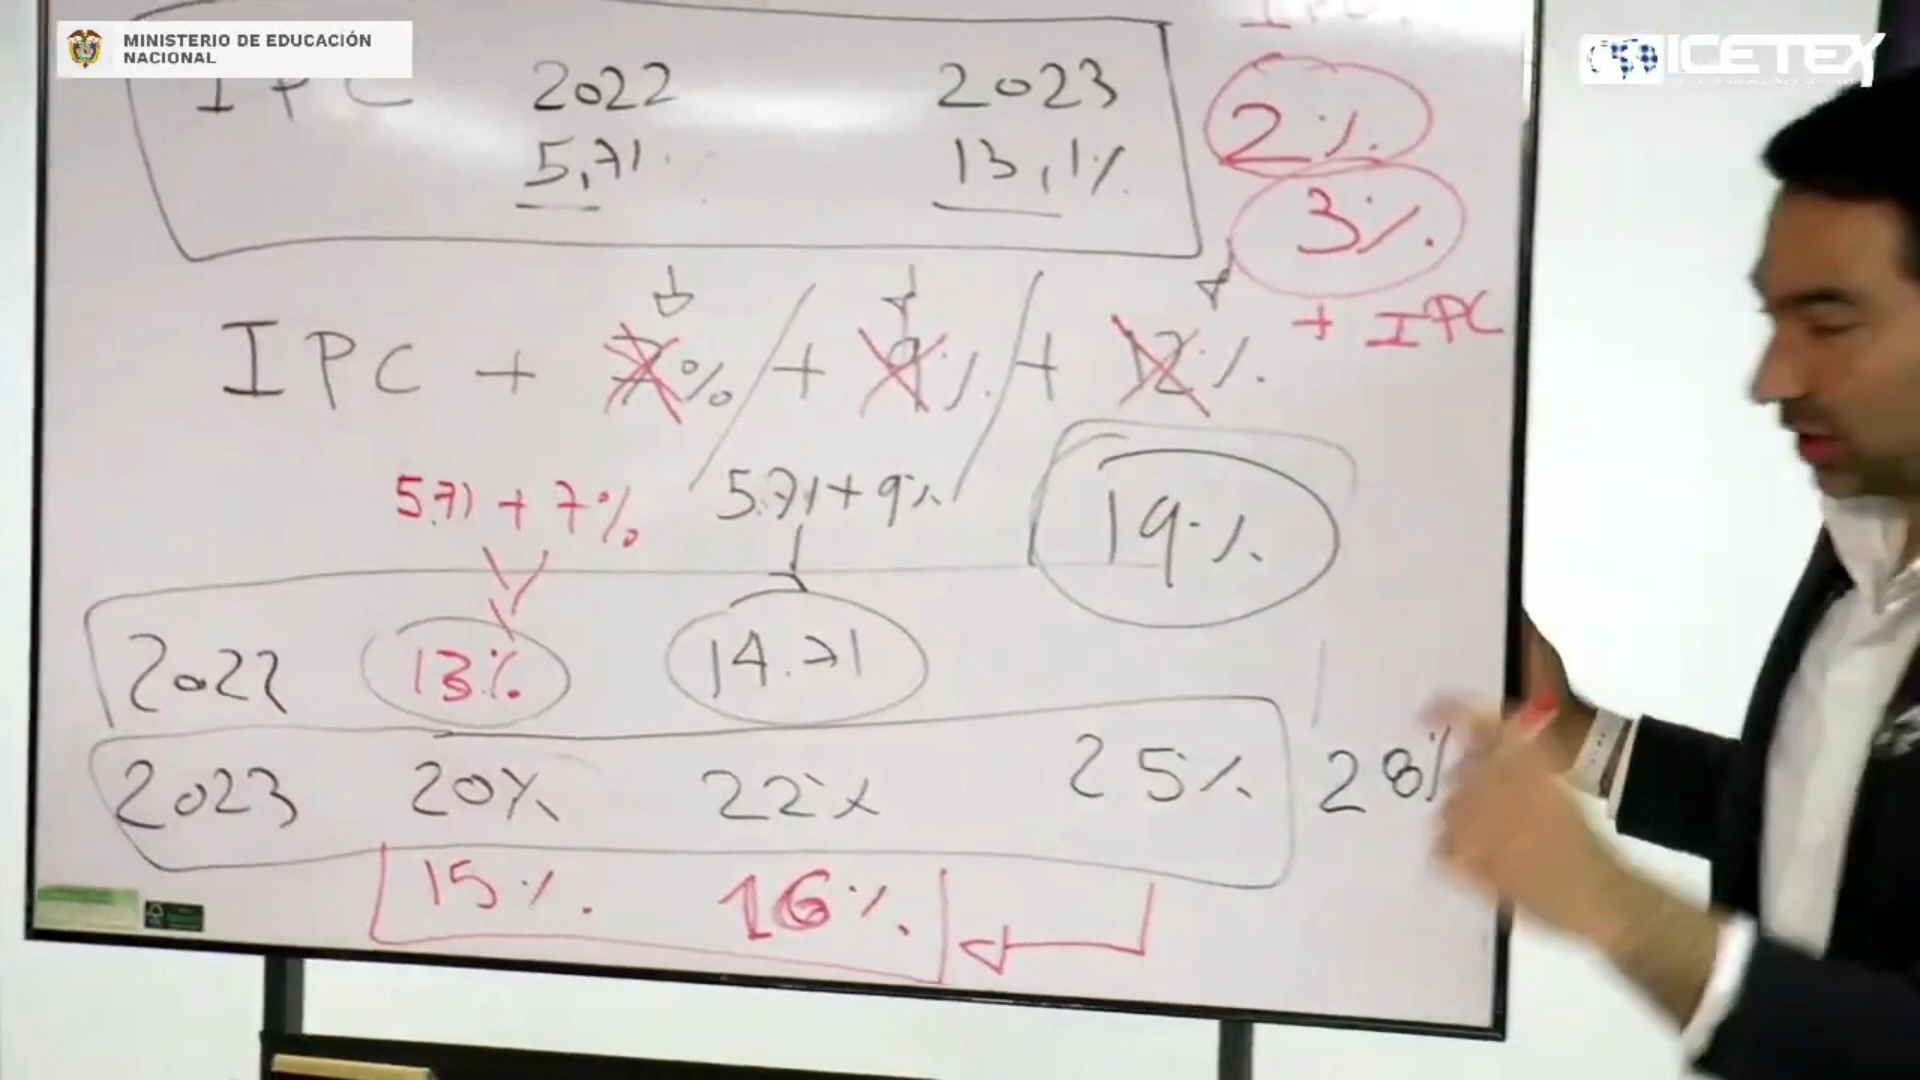 MINISTERIO DE EDUCACIÓN
NACIONAL
ICETEX
IPC.
IPC 2022 2023
5,71 13,1%
2%.
3%.
+ IPC
IPC + 7% / + 9% / + 12%.
5.71 + 7% 5.71 + 9% 19%.
2022 13% 14.71
2023 20% 22% 25% 28%
15%. 16%.